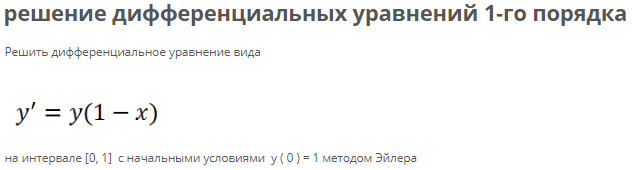 решение дифференциальных уравнений 1-го порядка
Решить дифференциальное уравнение вида
y′ = y(1 − x)
на интервале [0, 1]  с начальными условиями  y ( 0 ) = 1 методом Эйлера